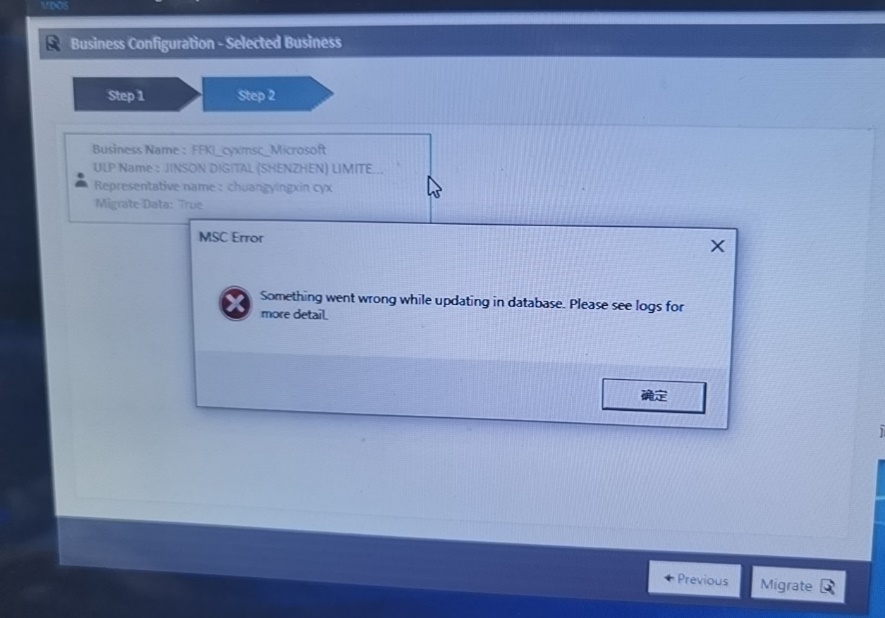 MDOS
Business Configuration - Selected Business
Step 1
Step 2
Business Name : FFKI_cyxmsc_Microsoft
ULP Name : JINSON DIGITAL (SHENZHEN) LIMITE...
Representative name : chuangyingxin cyx
Migrate Data: True
MSC Error
Something went wrong while updating in database. Please see logs for
more detail.
确定
Previous
Migrate